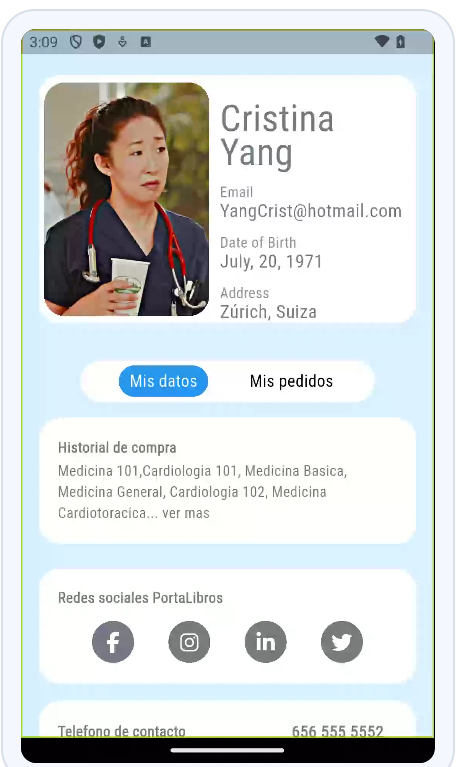 3:09
Cristina
Yang
Email
YangCrist@hotmail.com
Date of Birth
July, 20, 1971
Address
Zúrich, Suiza
Mis datos
Mis pedidos
Historial de compra
Medicina 101,Cardiologia 101, Medicina Basica,
Medicina General, Cardiologia 102, Medicina
Cardiotoracica... ver mas
Redes sociales PortaLibros
Telefono de contacto 656 555 5552